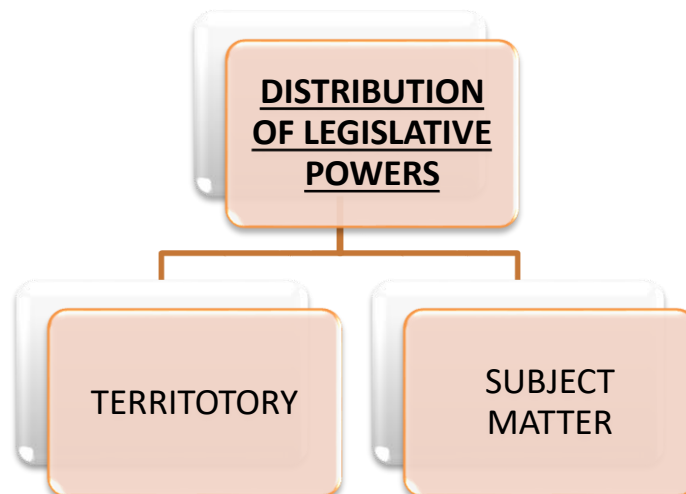 DISTRIBUTION
OF LEGISLATIVE
POWERS
TERRITOTORY
SUBJECT
MATTER